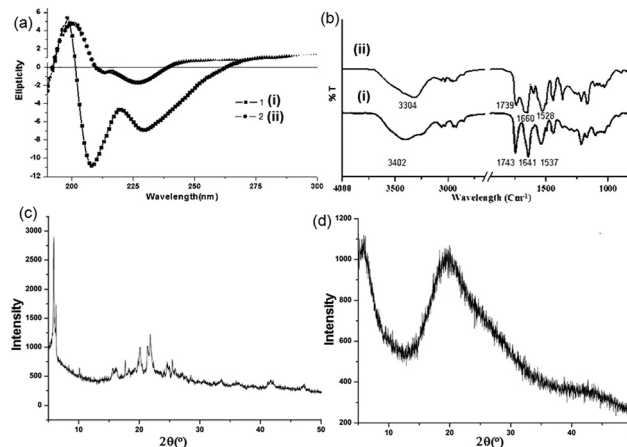 (a)
Elipticity
6
4
2
0
-2
-4
-6
-8
-10
-12
1 (i)
2 (ii)
190 200 225 250 275 300
Wavelength(nm)
(b)
% T
(ii)
3304
1739
1660
1528
(i)
3402
1743
1641
1537
4000 3500 3000 1500 1000
Wavelength (Cm-1)
(c)
Intensity
3000
2500
2000
1500
1000
500
0
10 20 30 40 50
2θ(°)
(d)
Intensity
1200
1000
800
600
400
200
10 20 30 40
2θ(°)